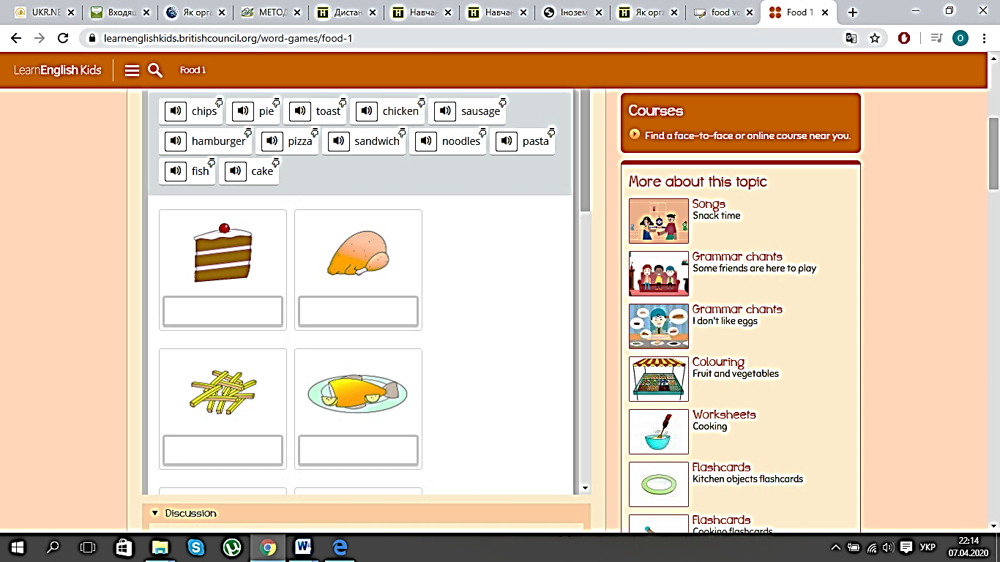 UKR.NE
Входящ
Як орга
МЕТОД
Дистан
Навчан
Навчан
Інозем
Як орга
food vo
Food 1
learnenglishkids.britishcouncil.org/word-games/food-1
O
LearnEnglish Kids
Food 1
chips
pie
toast
chicken
sausage
hamburger
pizza
sandwich
noodles
pasta
fish
cake
Discussion
Courses
Find a face-to-face or online course near you.
More about this topic
Songs
Snack time
Grammar chants
Some friends are here to play
Grammar chants
I don't like eggs
Colouring
Fruit and vegetables
Worksheets
Cooking
Flashcards
Kitchen objects flashcards
Flashcards
Cooking flashcards
УКР
22:14
07.04.2020